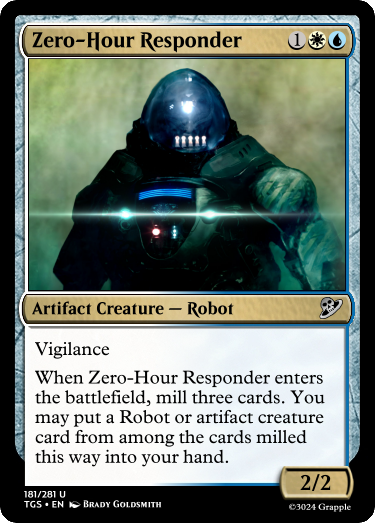 Zero-Hour Responder 1
Artifact Creature — Robot
Vigilance
When Zero-Hour Responder enters
the battlefield, mill three cards. You
may put a Robot or artifact creature
card from among the cards milled
this way into your hand.
2/2
181/281 U
TGS • EN Brady Goldsmith
©3024 Grapple